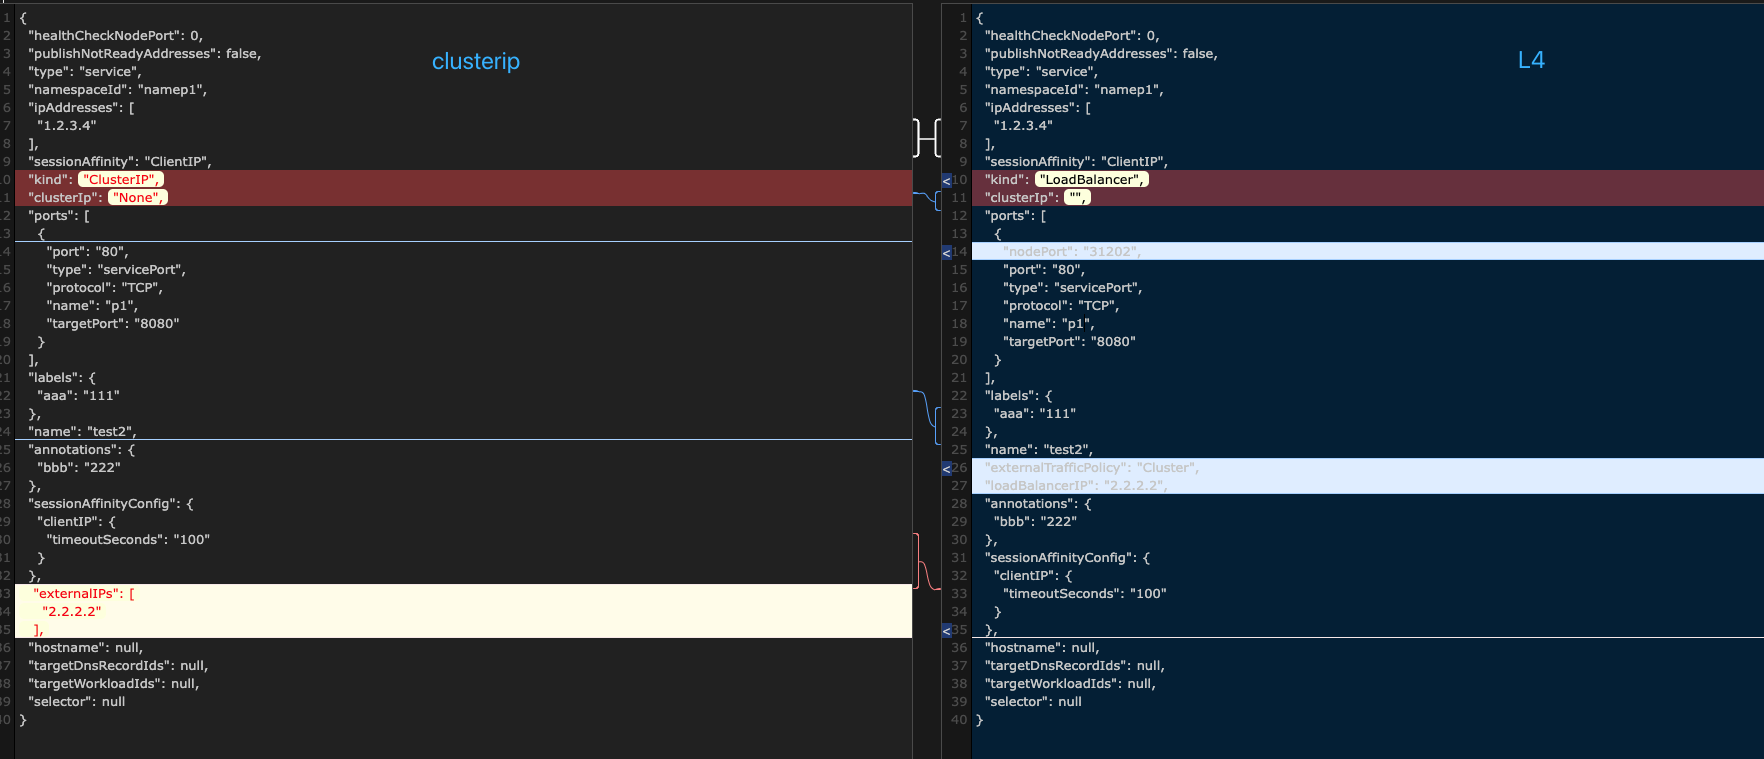 clusterip
1 {
2 "healthCheckNodePort": 0,
3 "publishNotReadyAddresses": false,
4 "type": "service",
5 "namespaceId": "namep1",
6 "ipAddresses": [
7 "1.2.3.4"
8 ],
9 "sessionAffinity": "ClientIP",
10 "kind": "ClusterIP",
11 "clusterIp": "None",
12 "ports": [
13 {
14 "port": "80",
15 "type": "servicePort",
16 "protocol": "TCP",
17 "name": "p1",
18 "targetPort": "8080"
19 }
20 ],
21 "labels": {
22 "aaa": "111"
23 },
24 "name": "test2",
25 "annotations": {
26 "bbb": "222"
27 },
28 "sessionAffinityConfig": {
29 "clientIP": {
30 "timeoutSeconds": "100"
31 }
32 },
33 "externalIPs": [
34 "2.2.2.2"
35 ],
36 "hostname": null,
37 "targetDnsRecordIds": null,
38 "targetWorkloadIds": null,
39 "selector": null
40 }
L4
1 {
2 "healthCheckNodePort": 0,
3 "publishNotReadyAddresses": false,
4 "type": "service",
5 "namespaceId": "namep1",
6 "ipAddresses": [
7 "1.2.3.4"
8 ],
9 "sessionAffinity": "ClientIP",
<10 "kind": "LoadBalancer",
11 "clusterIp": "",
12 "ports": [
13 {
<14 "nodePort": "31202",
15 "port": "80",
16 "type": "servicePort",
17 "protocol": "TCP",
18 "name": "p1",
19 "targetPort": "8080"
20 }
21 ],
22 "labels": {
23 "aaa": "111"
24 },
25 "name": "test2",
<26 "externalTrafficPolicy": "Cluster",
27 "loadBalancerIP": "2.2.2.2",
28 "annotations": {
29 "bbb": "222"
30 },
31 "sessionAffinityConfig": {
32 "clientIP": {
33 "timeoutSeconds": "100"
34 }
<35 },
36 "hostname": null,
37 "targetDnsRecordIds": null,
38 "targetWorkloadIds": null,
39 "selector": null
40 }